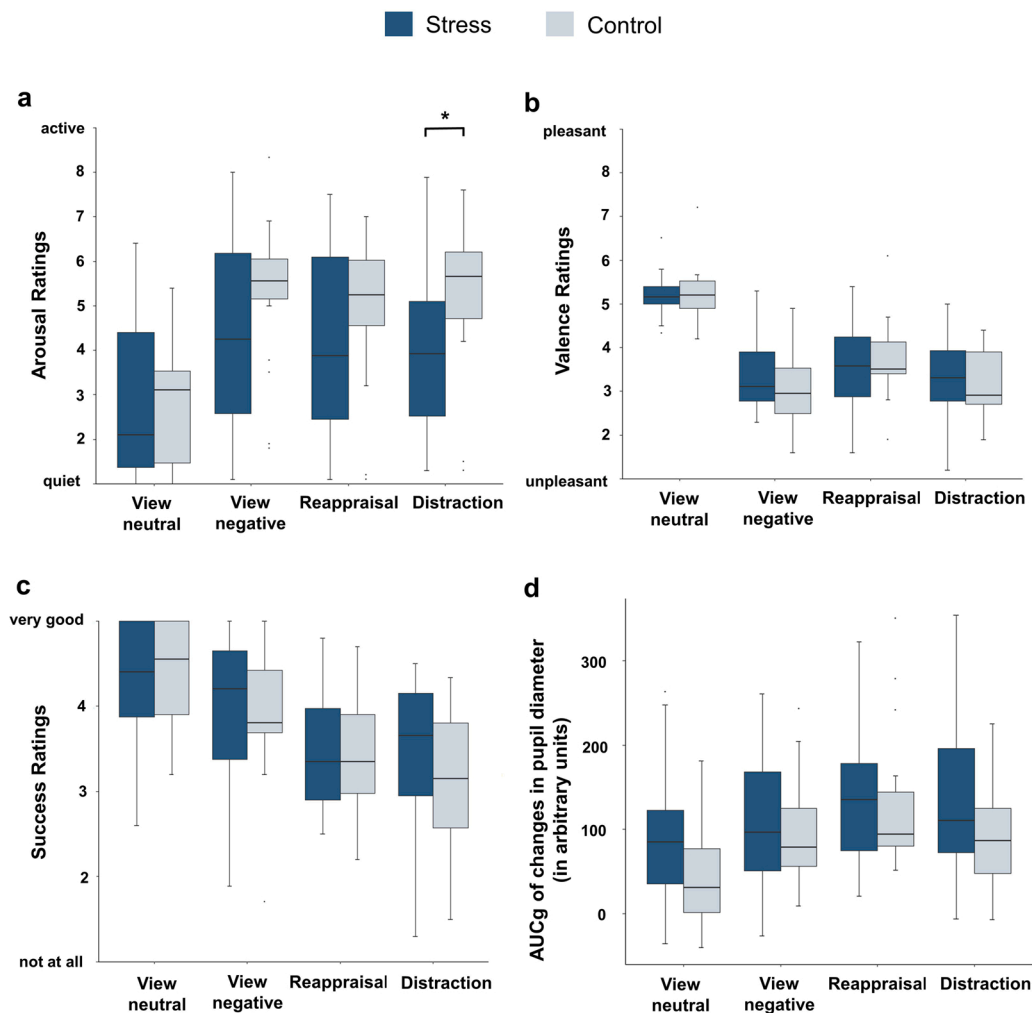 Stress Control
a
active
*
8
7
6
5
4
3
2
quiet
Arousal Ratings
View neutral
View negative
Reappraisal
Distraction
b
pleasant
8
7
6
5
4
3
2
unpleasant
Valence Ratings
View neutral
View negative
Reappraisal
Distraction
c
very good
4
3
2
not at all
Success Ratings
View neutral
View negative
Reappraisal
Distraction
d
300
200
100
0
AUCg of changes in pupil diameter
(in arbitrary units)
View neutral
View negative
Reappraisal
Distraction